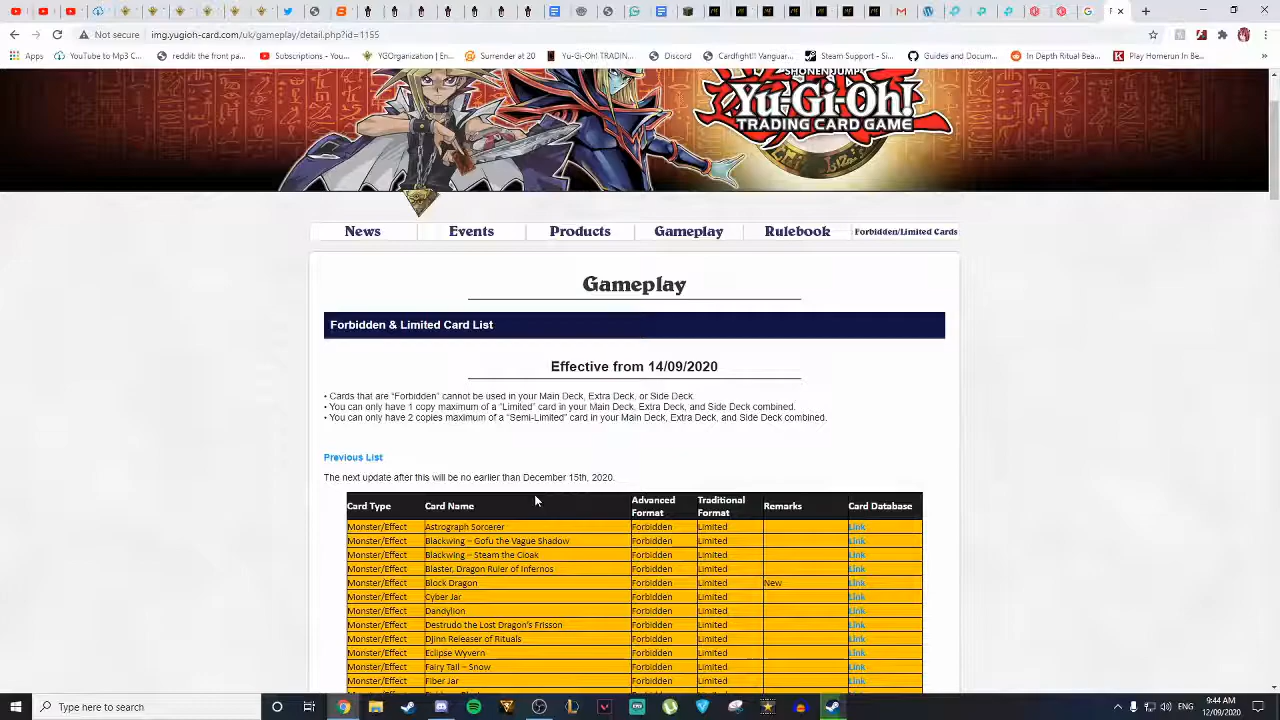 Not secure img.yugioh-card.com/uk/gameplay/detail.php?id=1155
Apps YouTube to Mp3 C... reddit: the front pa... Subscriptions - You... YGOrganization | En... Surrender at 20 Yu-Gi-Oh! TRADIN... Discord Cardfight!! Vanguar... Steam Support - Si... Guides and Docum... In Depth Ritual Bea... Play Homerun In Be... »
SHONEN JUMP
Yu-Gi-Oh!
TRADING CARD GAME
News Events Products Gameplay Rulebook Forbidden/Limited Cards
Gameplay
Forbidden & Limited Card List
Effective from 14/09/2020
• Cards that are "Forbidden" cannot be used in your Main Deck, Extra Deck, or Side Deck.
• You can only have 1 copy maximum of a "Limited" card in your Main Deck, Extra Deck, and Side Deck combined.
• You can only have 2 copies maximum of a "Semi-Limited" card in your Main Deck, Extra Deck, and Side Deck combined.
Previous List
The next update after this will be no earlier than December 15th, 2020.
Card Type Card Name Advanced Format Traditional Format Remarks Card Database
Monster/Effect Astrograph Sorcerer Forbidden Limited Link
Monster/Effect Blackwing – Gofu the Vague Shadow Forbidden Limited Link
Monster/Effect Blackwing – Steam the Cloak Forbidden Limited Link
Monster/Effect Blaster, Dragon Ruler of Infernos Forbidden Limited Link
Monster/Effect Block Dragon Forbidden Limited New Link
Monster/Effect Cyber Jar Forbidden Limited Link
Monster/Effect Dandylion Forbidden Limited Link
Monster/Effect Destrudo the Lost Dragon's Frisson Forbidden Limited Link
Monster/Effect Djinn Releaser of Rituals Forbidden Limited Link
Monster/Effect Eclipse Wyvern Forbidden Limited Link
Monster/Effect Fairy Tail – Snow Forbidden Limited Link
Monster/Effect Fiber Jar Forbidden Limited Link
Type here to search
ENG
9:44 AM
12/09/2020